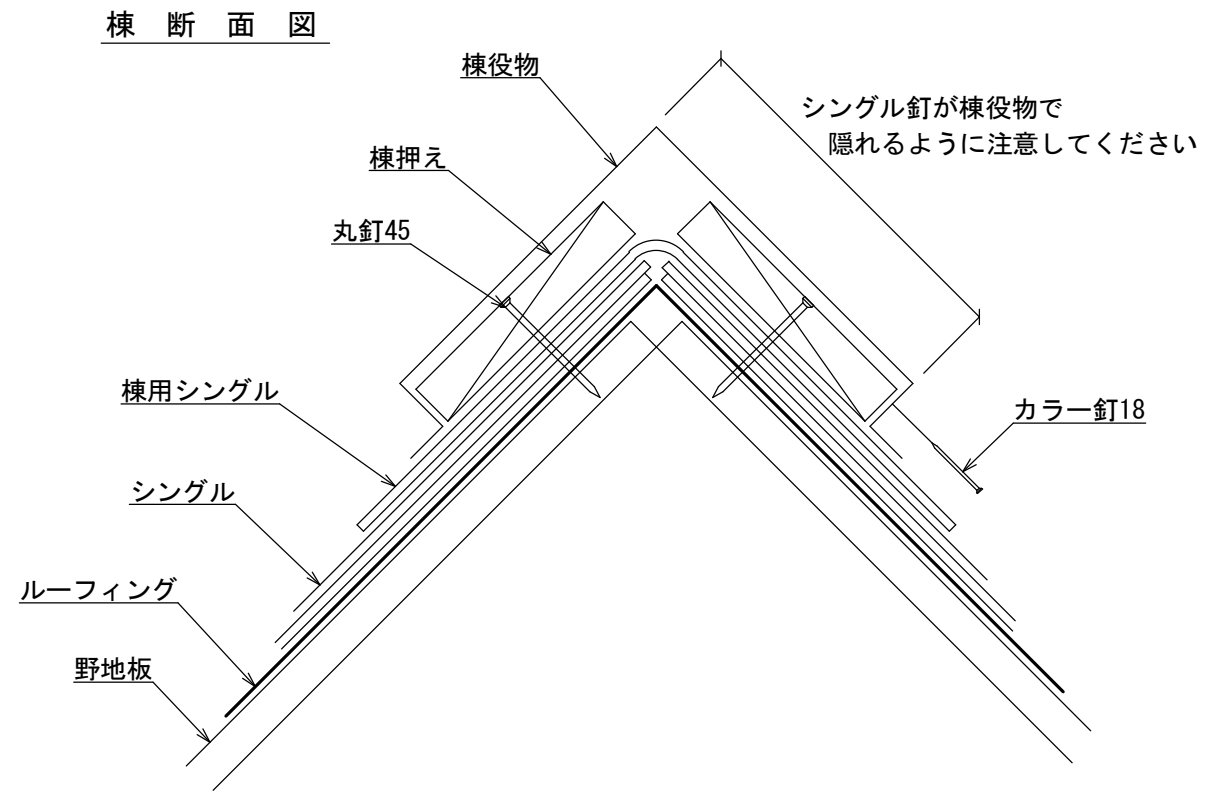 棟断面図
棟役物
シングル釘が棟役物で
隠れるように注意してください
棟押え
丸釘45
棟用シングル
カラー釘18
シングル
ルーフィング
野地板